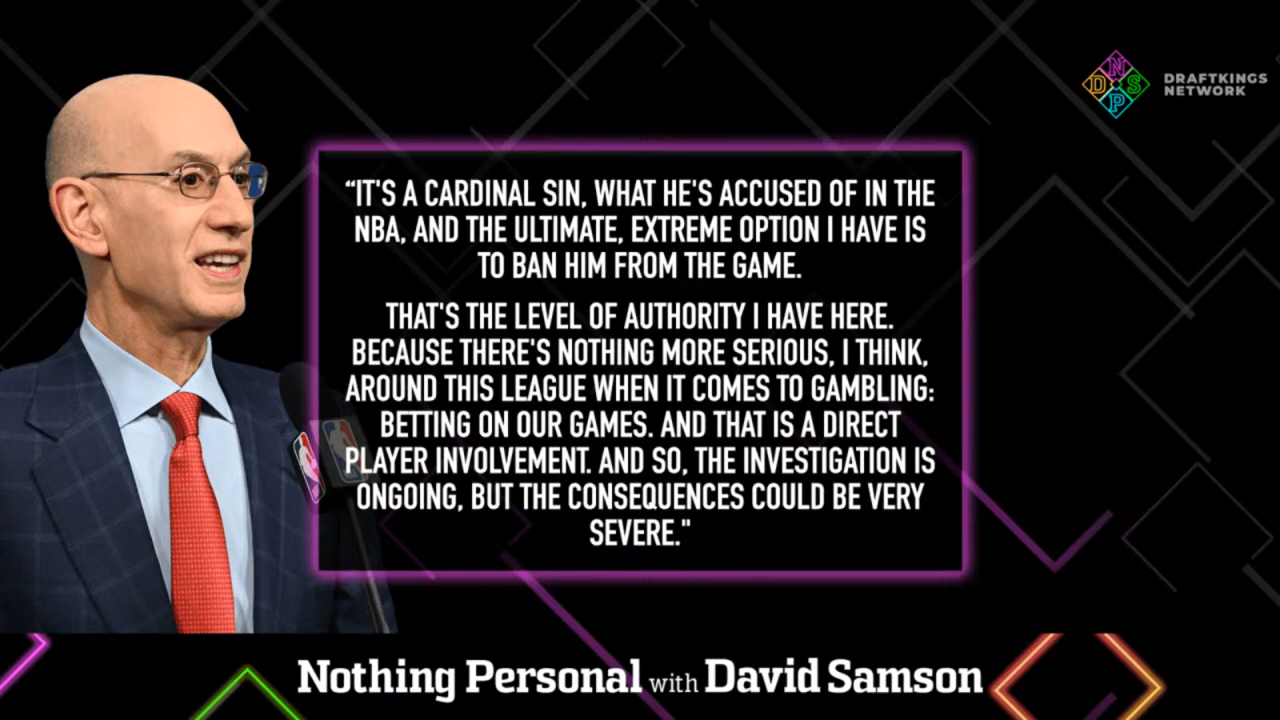 N
D S
P
DRAFTKINGS
NETWORK
“IT'S A CARDINAL SIN, WHAT HE'S ACCUSED OF IN THE
NBA, AND THE ULTIMATE, EXTREME OPTION I HAVE IS
TO BAN HIM FROM THE GAME.
THAT'S THE LEVEL OF AUTHORITY I HAVE HERE.
BECAUSE THERE'S NOTHING MORE SERIOUS, I THINK,
AROUND THIS LEAGUE WHEN IT COMES TO GAMBLING:
BETTING ON OUR GAMES. AND THAT IS A DIRECT
PLAYER INVOLVEMENT. AND SO, THE INVESTIGATION IS
ONGOING, BUT THE CONSEQUENCES COULD BE VERY
SEVERE."
Nothing Personal with David Samson